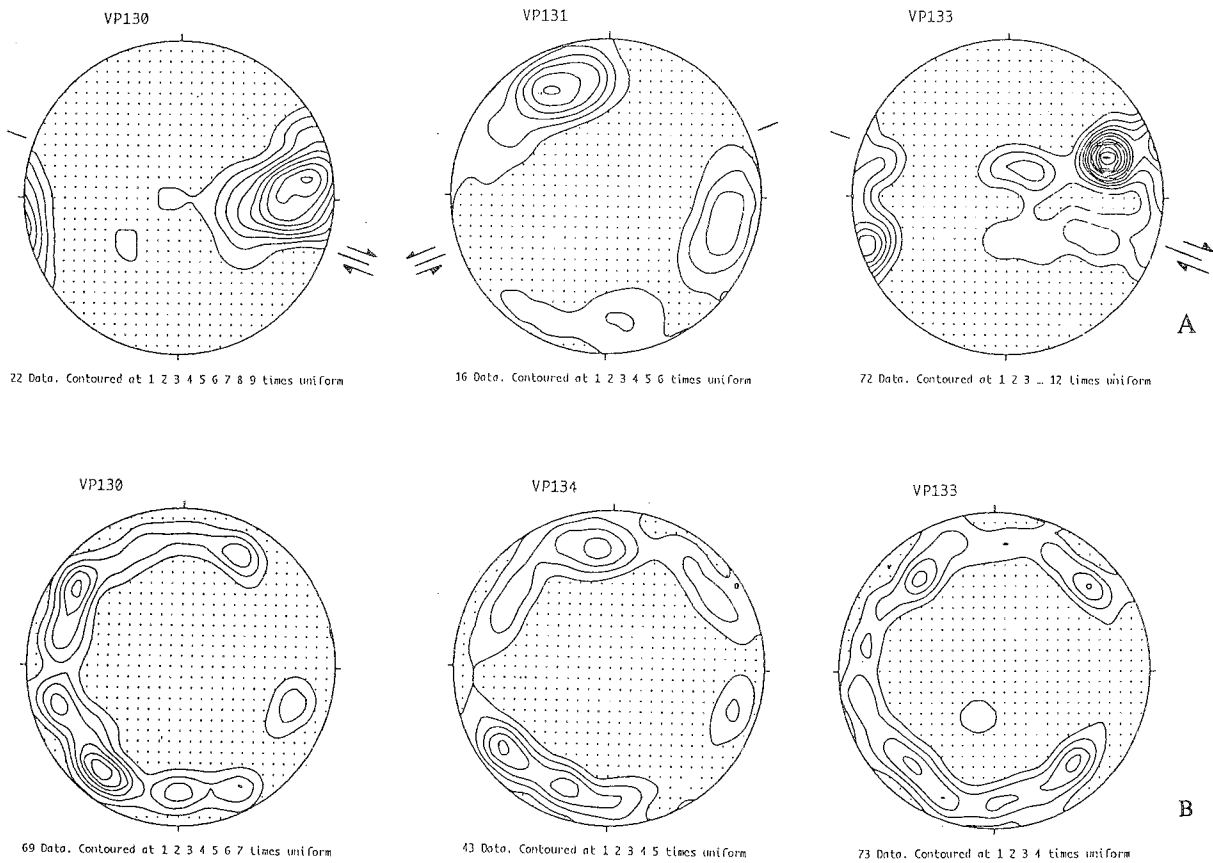 VP130
VP131
VP133
A
22 Data. Contoured at 1 2 3 4 5 6 7 8 9 times uniform
16 Data. Contoured at 1 2 3 4 5 6 times uniform
72 Data. Contoured at 1 2 3 … 12 times uniform
VP130
VP134
VP133
B
69 Data. Contoured at 1 2 3 4 5 6 7 times uniform
43 Data. Contoured at 1 2 3 4 5 times uniform
73 Data. Contoured at 1 2 3 4 times uniform